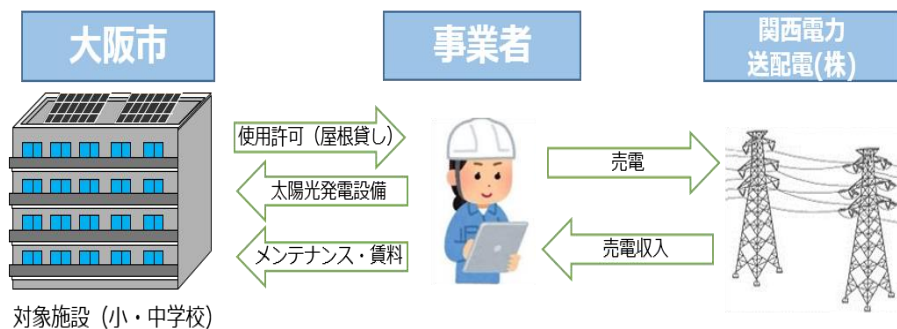 大阪市
事業者
関西電力
送配電(株)
使用許可（屋根貸し）
太陽光発電設備
メンテナンス・賃料
売電
売電収入
対象施設（小・中学校）